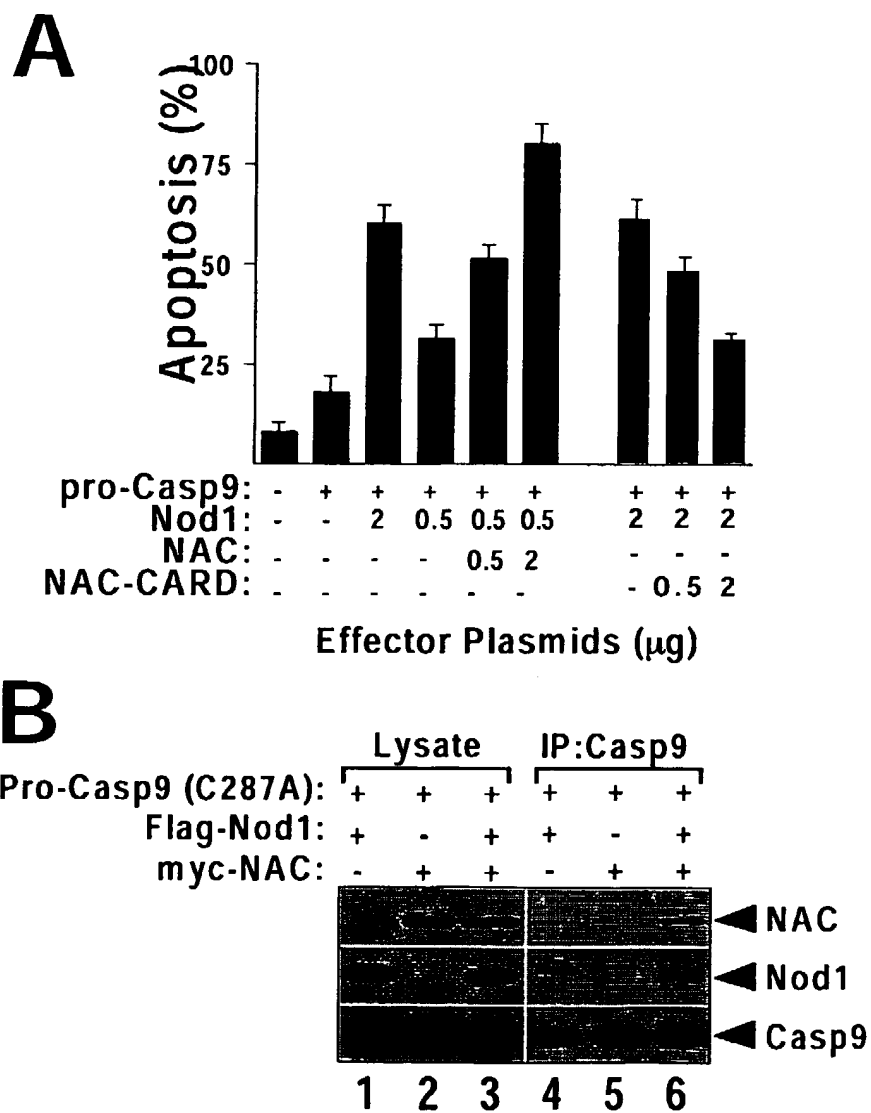 A
Apoptosis (%)
100
75
50
25
pro-Casp9: - + + + + + + + +
Nod1: - - 2 0.5 0.5 0.5 2 2 2
NAC: - - - - 0.5 2 - - -
NAC-CARD: - - - - - - - 0.5 2
Effector Plasmids (μg)
B
Lysate IP:Casp9
Pro-Casp9 (C287A): + + + + + +
Flag-Nod1: + - + + - +
myc-NAC: - + + - + +
NAC
Nod1
Casp9
1 2 3 4 5 6